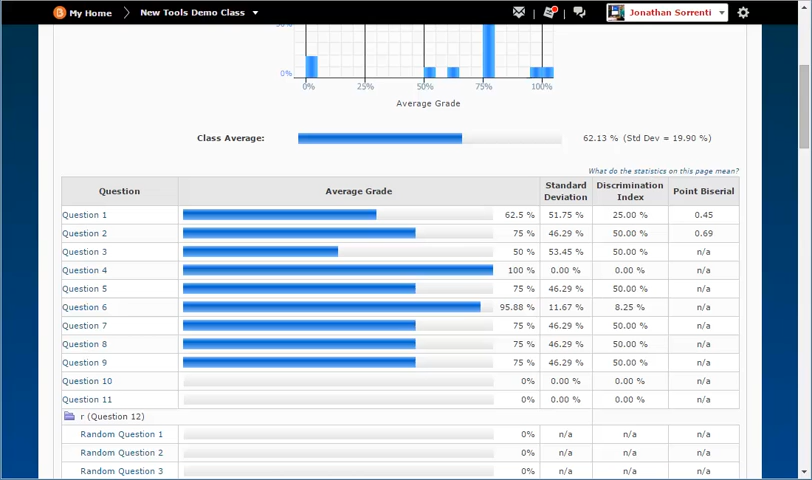 My Home New Tools Demo Class Jonathan Sorrenti
0%
0% 25% 50% 75% 100%
Average Grade
Class Average: 62.13 % (Std Dev = 19.90 %)
What do the statistics on this page mean?
Question Average Grade Standard Deviation Discrimination Index Point Biserial
Question 1 62.5 % 51.75 % 25.00 % 0.45
Question 2 75 % 46.29 % 50.00 % 0.69
Question 3 50 % 53.45 % 50.00 % n/a
Question 4 100 % 0.00 % 0.00 % n/a
Question 5 75 % 46.29 % 50.00 % n/a
Question 6 95.88 % 11.67 % 8.25 % n/a
Question 7 75 % 46.29 % 50.00 % n/a
Question 8 75 % 46.29 % 50.00 % n/a
Question 9 75 % 46.29 % 50.00 % n/a
Question 10 0% 0.00 % 0.00 % n/a
Question 11 0% 0.00 % 0.00 % n/a
r (Question 12)
Random Question 1 0% n/a n/a n/a
Random Question 2 0% n/a n/a n/a
Random Question 3 0% n/a n/a n/a